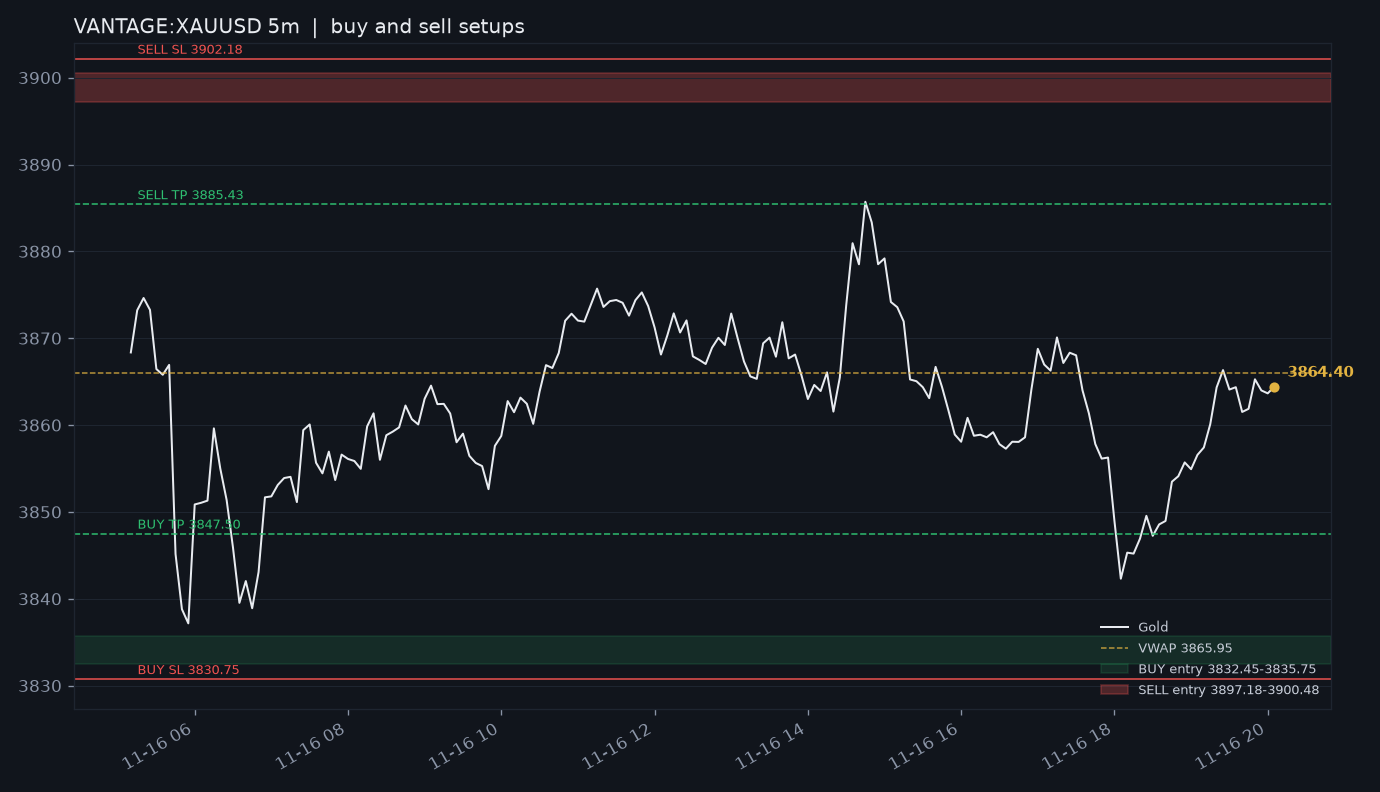 VANTAGE:XAUUSD 5m | buy and sell setups
SELL SL 3902.18
3900
3890
SELL TP 3885.43
3880
3870
3864.40
3860
3850
BUY TP 3847.50
3840
3830
BUY SL 3830.75
Gold
VWAP 3865.95
BUY entry 3832.45-3835.75
SELL entry 3897.18-3900.48
11-16 06
11-16 08
11-16 10
11-16 12
11-16 14
11-16 16
11-16 18
11-16 20